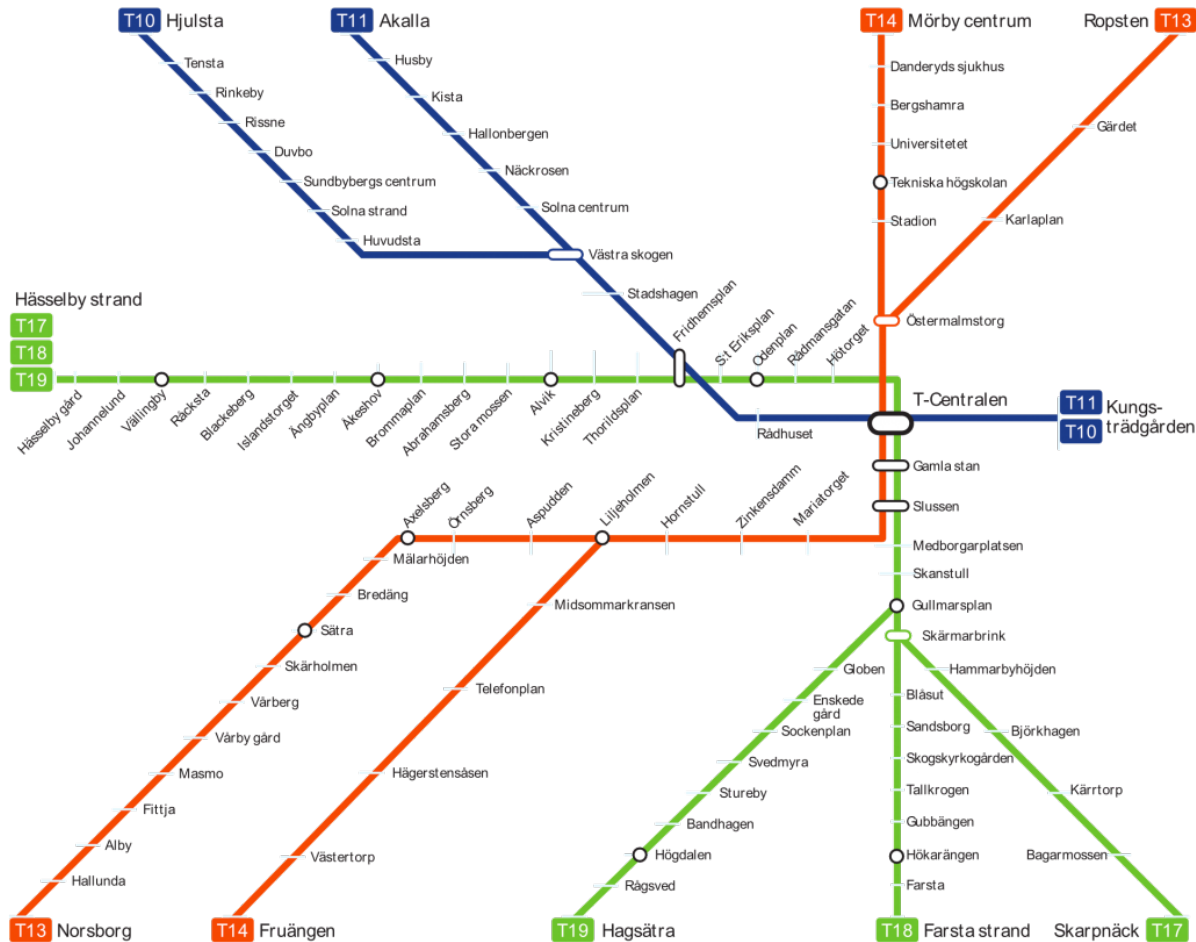 T10 Hjulsta
T11 Akalla
T14 Mörby centrum
Ropsten T13
Tensta
Rinkeby
Rissne
Duvbo
Sundbybergs centrum
Solna strand
Huvudsta
Husby
Kista
Hallonbergen
Näckrosen
Solna centrum
Västra skogen
Stadshagen
Danderyds sjukhus
Bergshamra
Universitetet
Tekniska högskolan
Stadion
Gärdet
Karlaplan
Östermalmstorg
Hässelby strand
T17
T18
T19
Hässelby gård
Johannelund
Vällingby
Råcksta
Blackeberg
Islandstorget
Ängbyplan
Åkeshov
Brommaplan
Abrahamsberg
Stora mossen
Alvik
Kristineberg
Thorildsplan
Fridhemsplan
S:t Eriksplan
Odenplan
Rådmansgatan
Hötorget
T-Centralen
Rådhuset
T11
T10
Kungs-
trädgården
Gamla stan
Slussen
Medborgarplatsen
Skanstull
Gullmarsplan
Skärmarbrink
Axelsberg
Örnsberg
Aspudden
Liljeholmen
Hornstull
Zinkensdamm
Mariatorget
Mälarhöjden
Bredäng
Sätra
Skärholmen
Vårberg
Vårby gård
Masmo
Fittja
Alby
Hallunda
T13 Norsborg
Midsommarkransen
Telefonplan
Hägerstensåsen
Västertorp
T14 Fruängen
Globen
Enskede
gård
Sockenplan
Svedmyra
Stureby
Bandhagen
Högdalen
Rågsved
T19 Hagsätra
Blåsut
Sandsborg
Skogskyrkogården
Tallkrogen
Gubbängen
Hökarängen
Farsta
T18 Farsta strand
Hammarbyhöjden
Björkhagen
Kärrtorp
Bagarmossen
Skarpnäck T17